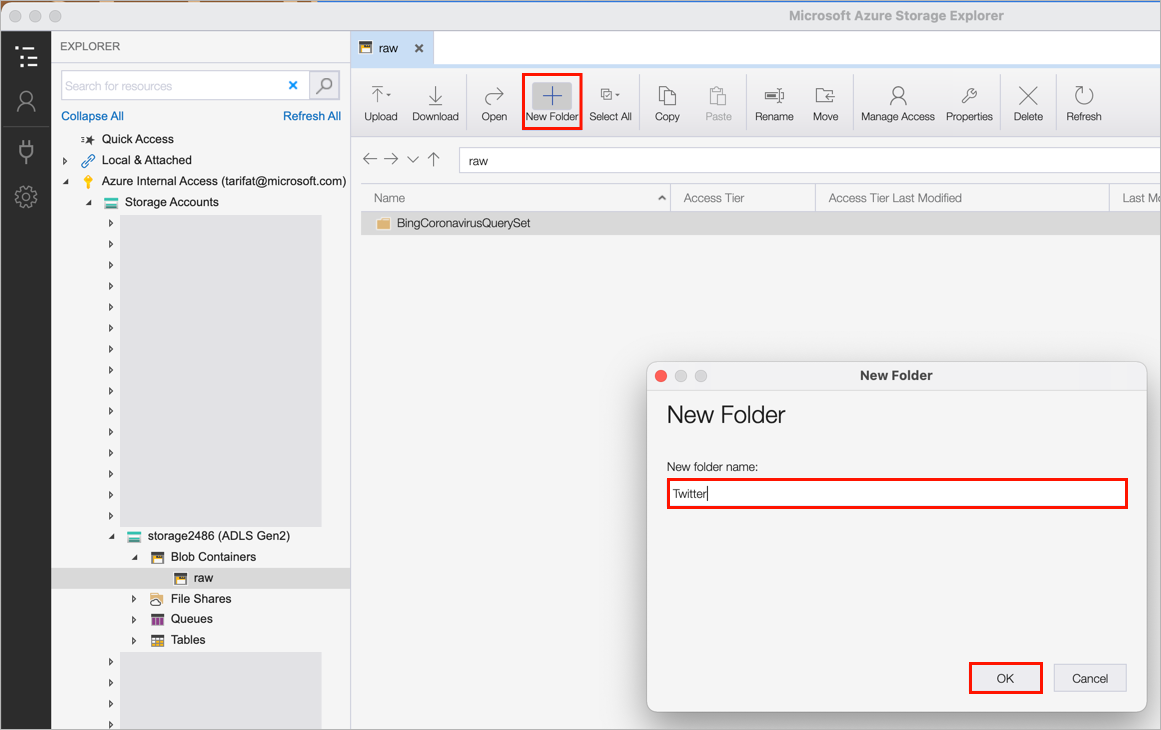 Microsoft Azure Storage Explorer
EXPLORER
Search for resources
Collapse All
Refresh All
Quick Access
Local & Attached
Azure Internal Access (tarifat@microsoft.com)
Storage Accounts
storage2486 (ADLS Gen2)
Blob Containers
raw
File Shares
Queues
Tables
raw
Upload
Download
Open
New Folder
Select All
Copy
Paste
Rename
Move
Manage Access
Properties
Delete
Refresh
raw
Name
Access Tier
Access Tier Last Modified
Last Mo
BingCoronavirusQuerySet
New Folder
New Folder
New folder name:
Twitter
OK
Cancel